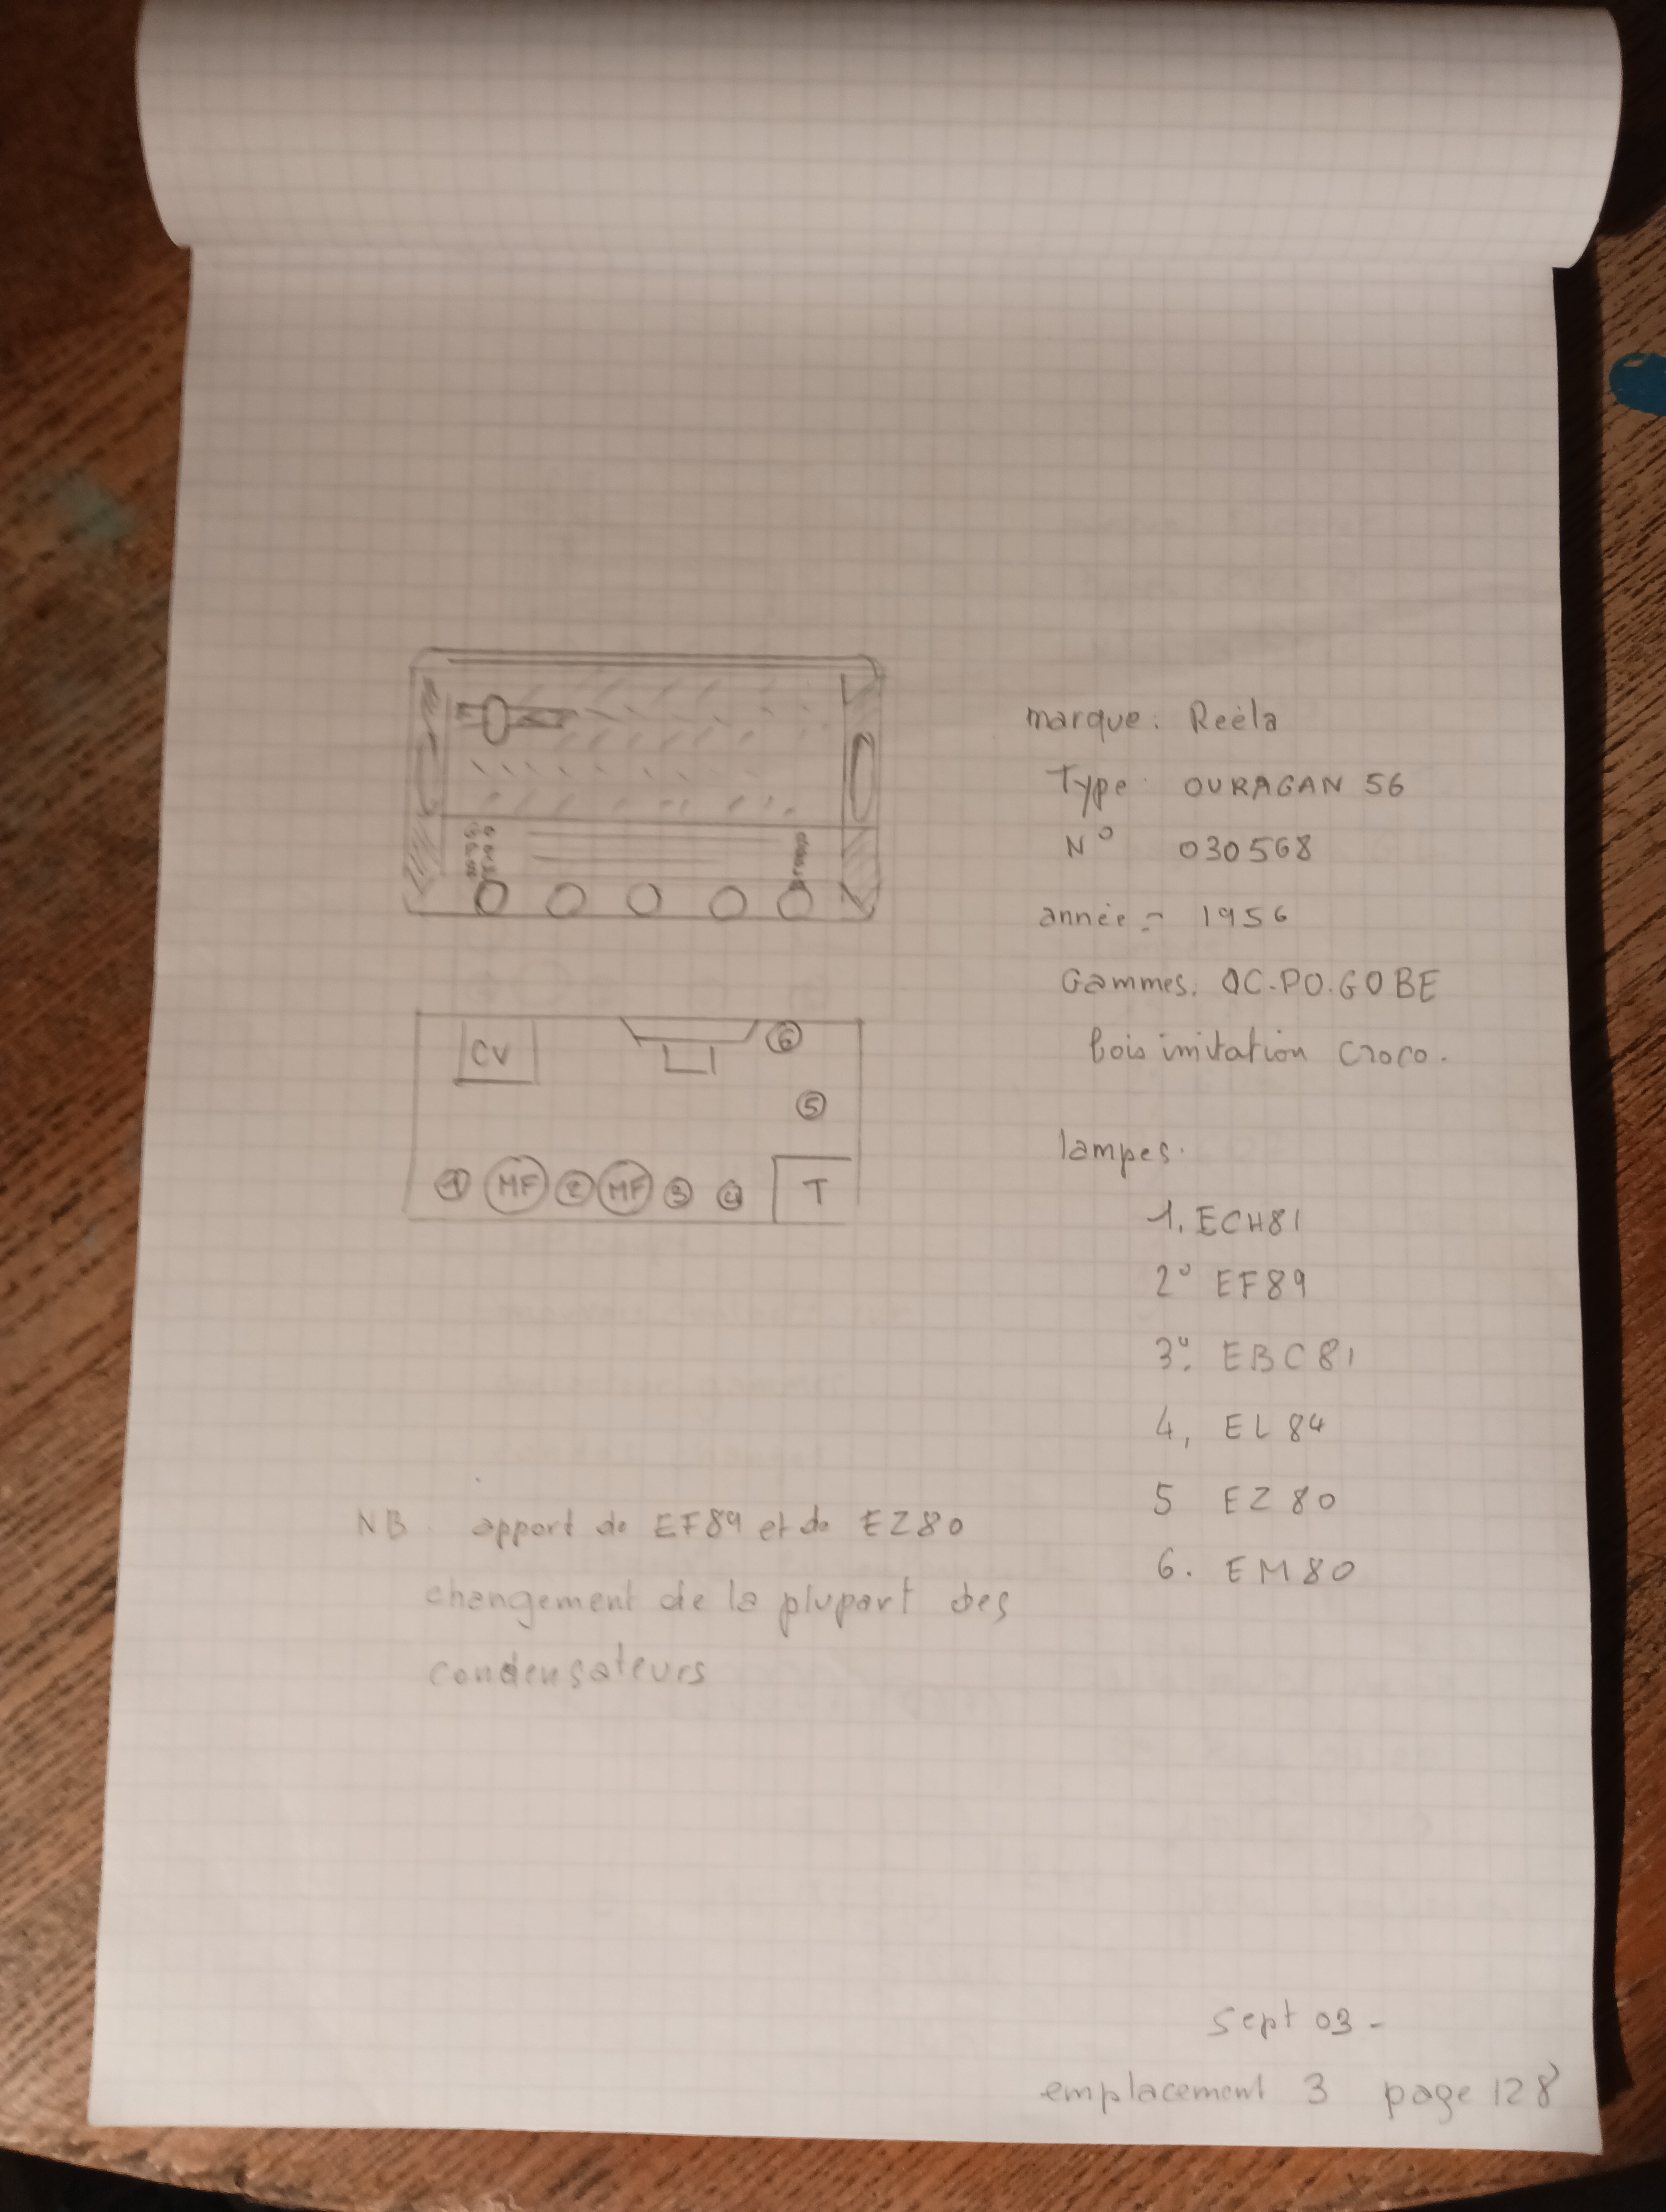 marque: Reéla
Type OURAGAN 56
N° 030568
année = 1956
Gammes. OC.PO.GO BE
bois imitation croco.
CV
6
5
1 MF 2 MF 3 4 T
lampes.
1. ECH81
2° EF89
3°. EBC81
4, EL84
5 EZ80
6. EM80
NB apport de EF89 et de EZ80
changement de la plupart des
condensateurs
sept 03 -
emplacement 3 page 128